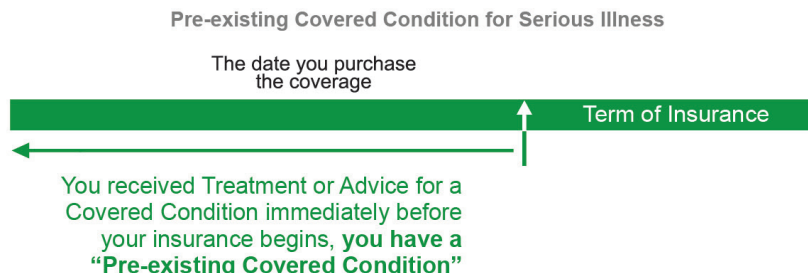 Pre-existing Covered Condition for Serious Illness
The date you purchase
the coverage
Term of Insurance
You received Treatment or Advice for a
Covered Condition immediately before
your insurance begins, you have a
“Pre-existing Covered Condition”